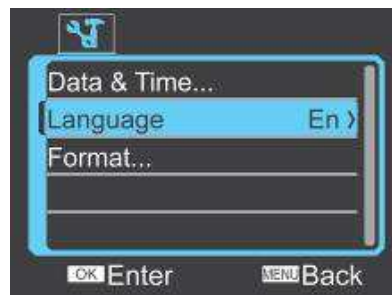 Data & Time...
Language En >
Format...
OK Enter MENU Back